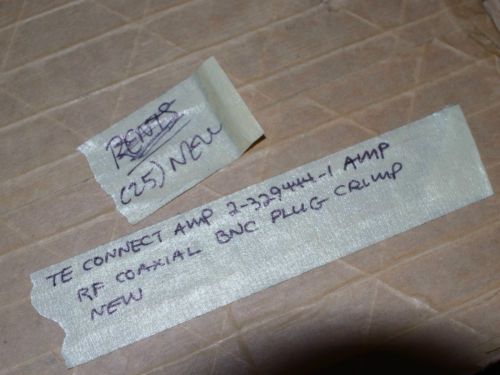 (25) NEW
TE CONNECT AMP 2-329444-1 AMP
RF COAXIAL BNC PLUG CRIMP
NEW